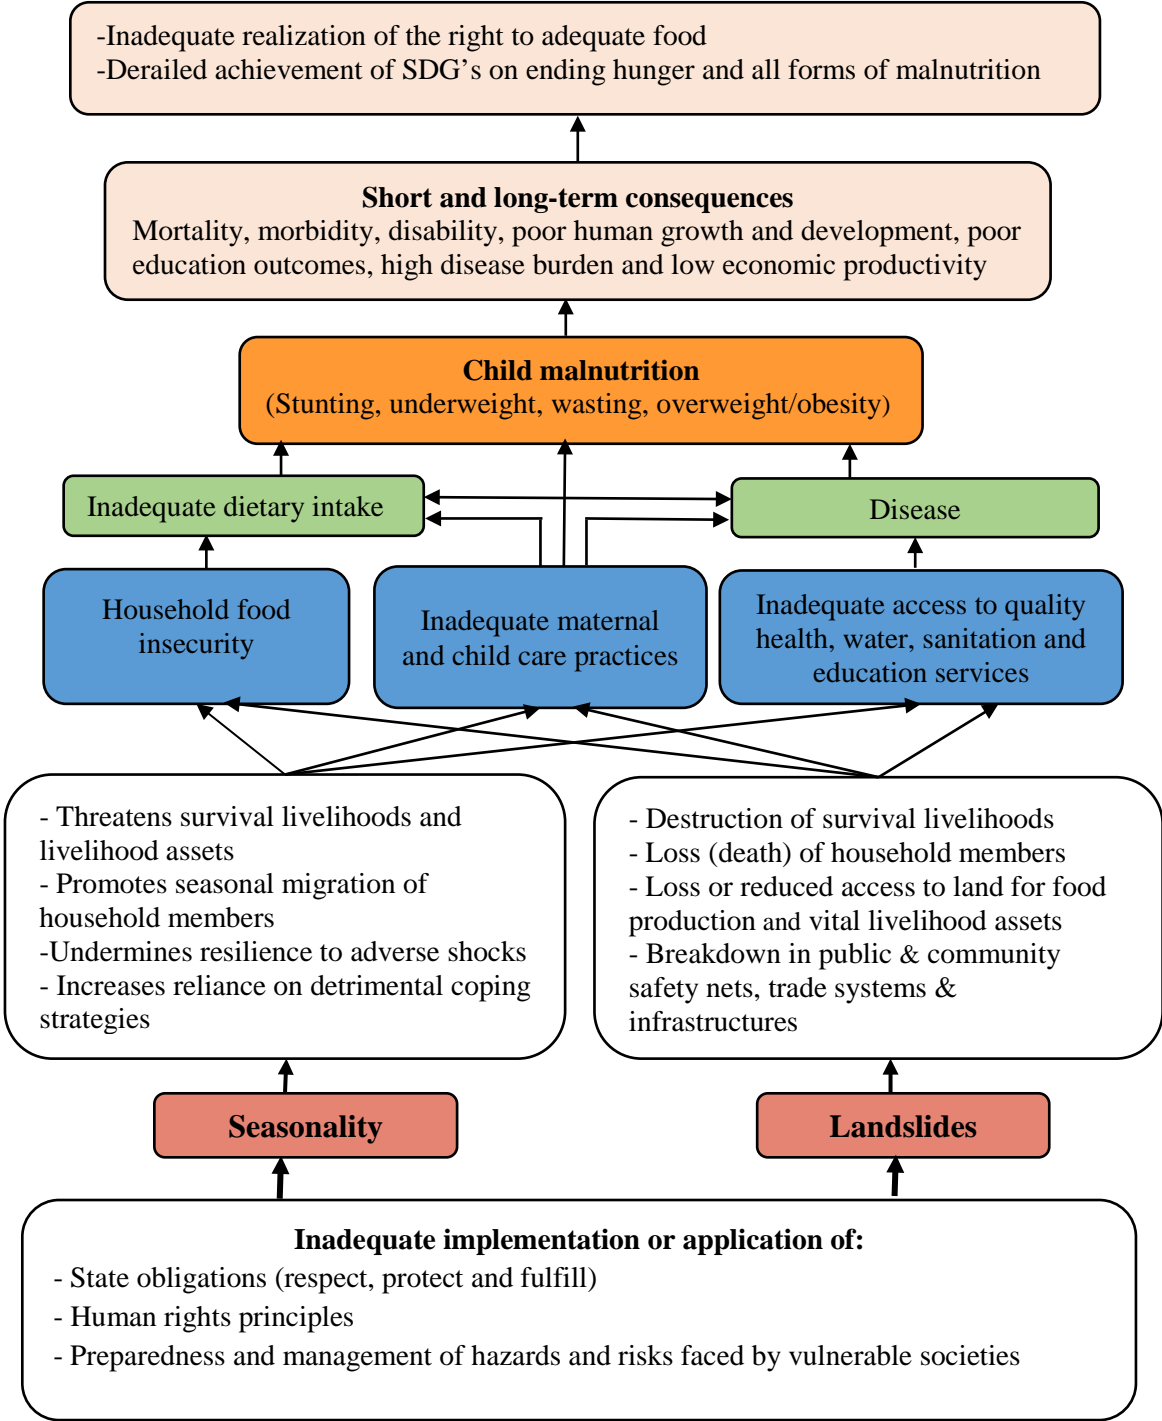 -Inadequate realization of the right to adequate food
-Derailed achievement of SDG’s on ending hunger and all forms of malnutrition
Short and long-term consequences
Mortality, morbidity, disability, poor human growth and development, poor
education outcomes, high disease burden and low economic productivity
Child malnutrition
(Stunting, underweight, wasting, overweight/obesity)
Inadequate dietary intake
Disease
Household food
insecurity
Inadequate maternal
and child care practices
Inadequate access to quality
health, water, sanitation and
education services
- Threatens survival livelihoods and
livelihood assets
- Promotes seasonal migration of
household members
-Undermines resilience to adverse shocks
- Increases reliance on detrimental coping
strategies
- Destruction of survival livelihoods
- Loss (death) of household members
- Loss or reduced access to land for food
production and vital livelihood assets
- Breakdown in public & community
safety nets, trade systems &
infrastructures
Seasonality
Landslides
Inadequate implementation or application of:
- State obligations (respect, protect and fulfill)
- Human rights principles
- Preparedness and management of hazards and risks faced by vulnerable societies